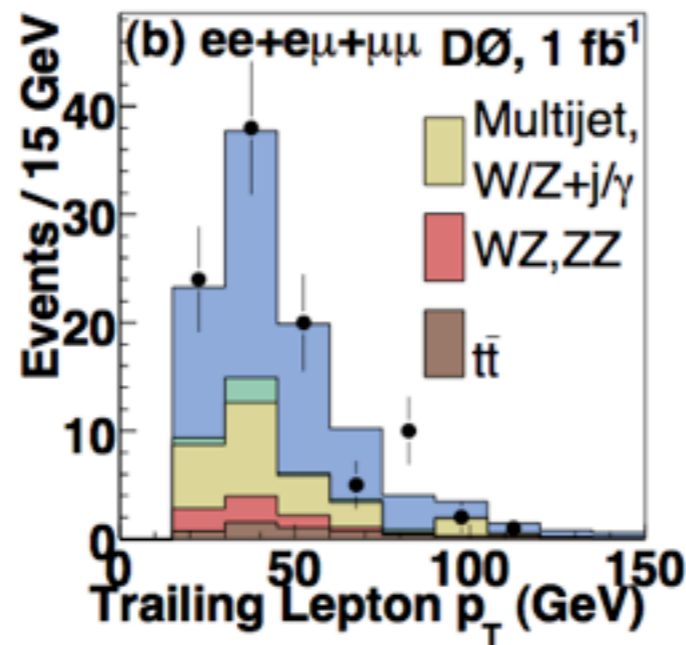 (b) ee+eμ+μμ DØ, 1 fb⁻¹
Events / 15 GeV
40
30
20
10
0
Multijet,
W/Z+j/γ
WZ,ZZ
tt̄
0 50 100 150
Trailing Lepton p_T (GeV)